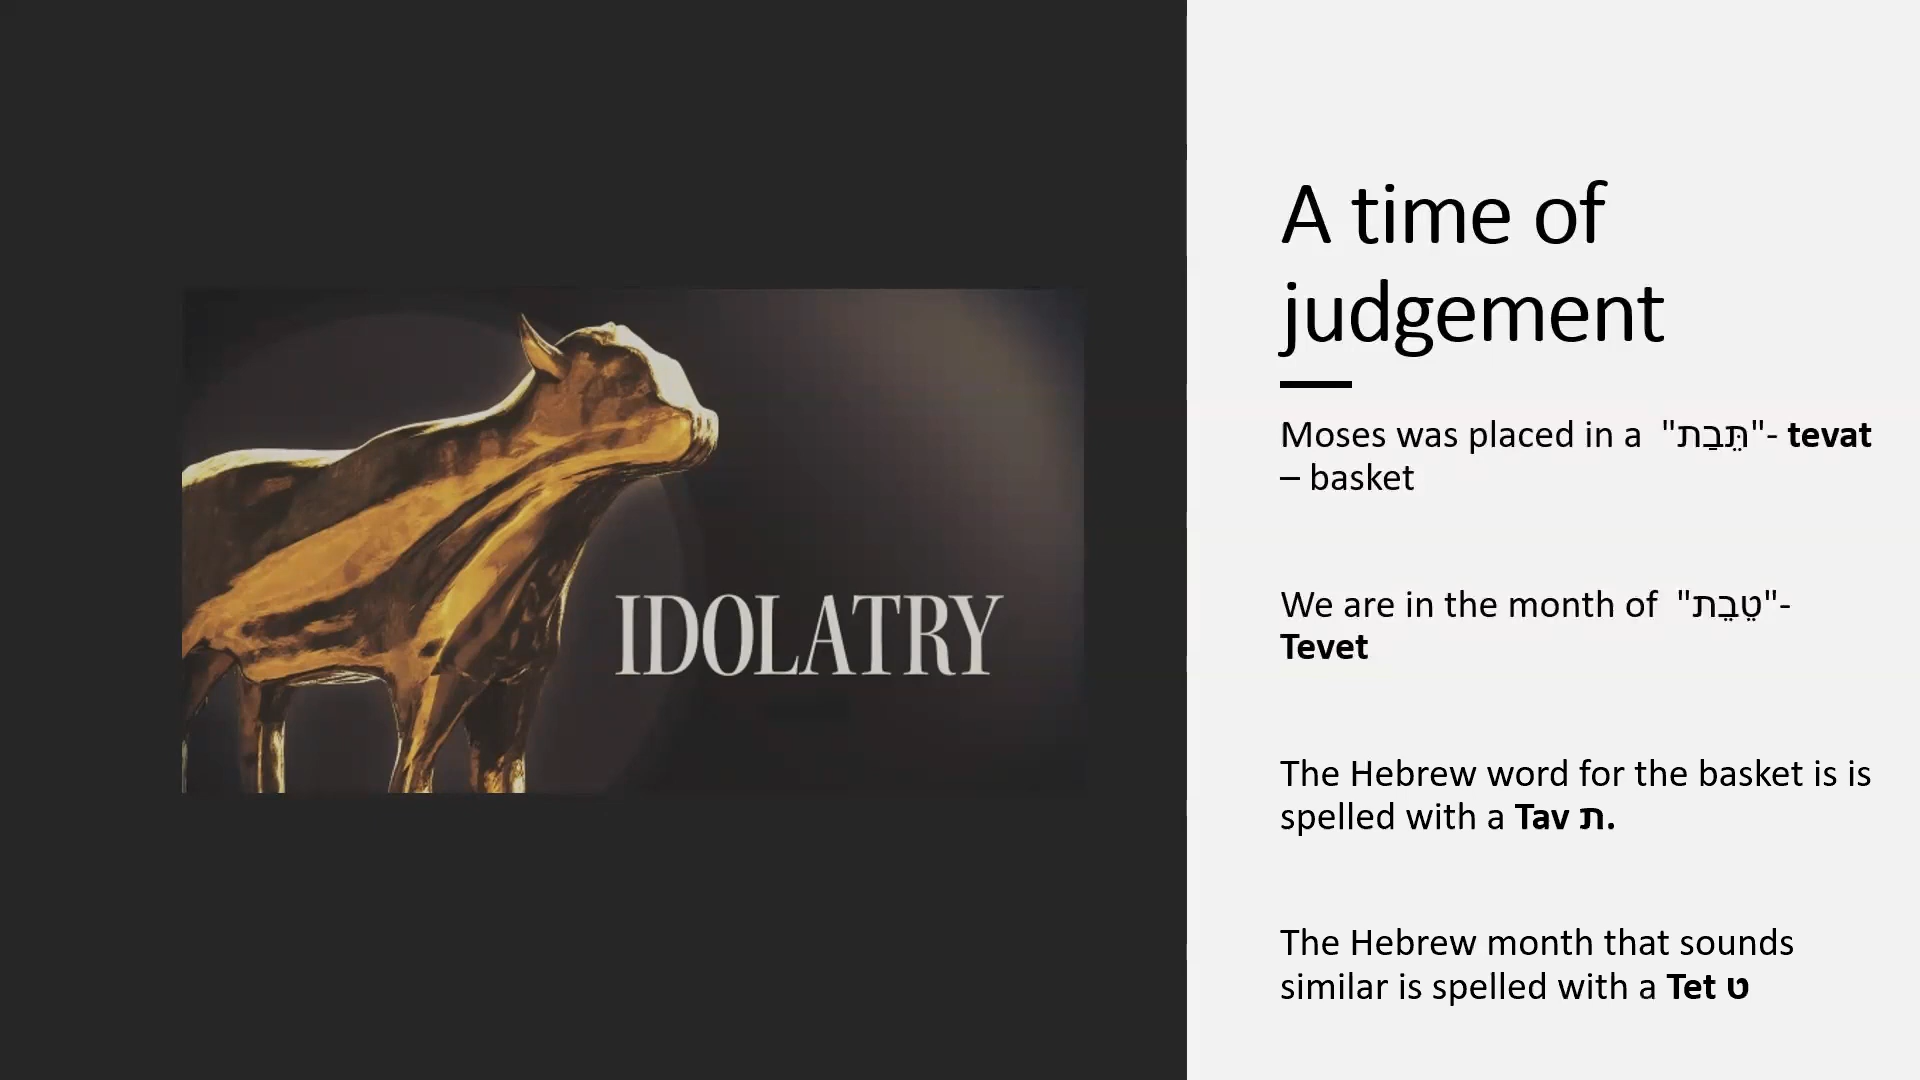 IDOLATRY
A time of
judgement
Moses was placed in a "תֵּבַת"- tevat
– basket
We are in the month of "טֵבֵת"-
Tevet
The Hebrew word for the basket is is
spelled with a Tav ת.
The Hebrew month that sounds
similar is spelled with a Tet ט